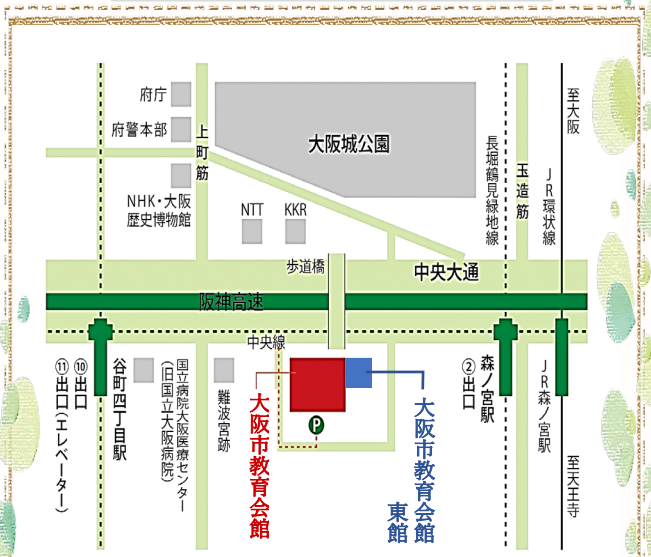 府庁
府警本部
上町筋
大阪城公園
長堀鶴見緑地線
玉造筋
JR環状線
至大阪
NHK・大阪
歴史博物館
NTT
KKR
歩道橋
中央大通
阪神高速
中央線
⑪出口(エレベーター)
⑩出口
谷町四丁目駅
国立病院大阪医療センター
(旧国立大阪病院)
難波宮跡
大阪市教育会館
P
大阪市教育会館
東館
②出口
森ノ宮駅
JR森ノ宮駅
至天王寺